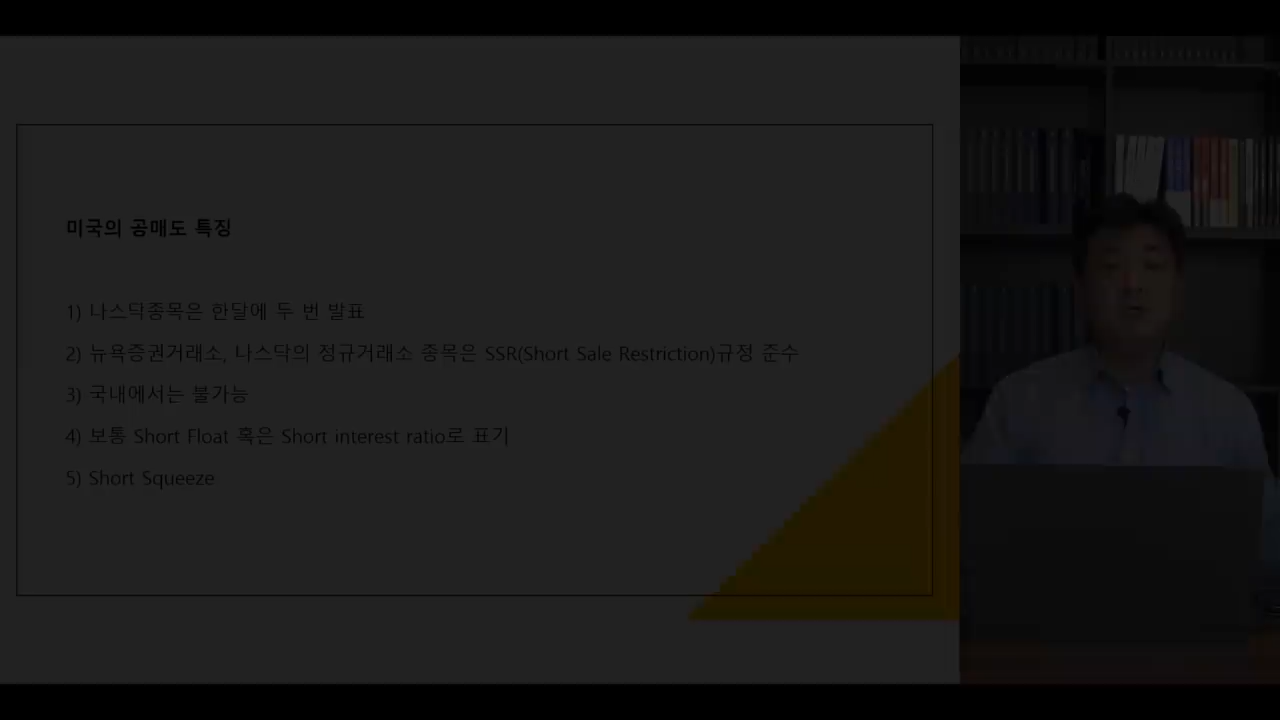 미국의 공매도 특징
1) 나스닥종목은 한달에 두 번 발표
2) 뉴욕증권거래소, 나스닥의 정규거래소 종목은 SSR(Short Sale Restriction)규정 준수
3) 국내에서는 불가능
4) 보통 Short Float 혹은 Short interest ratio로 표기
5) Short Squeeze